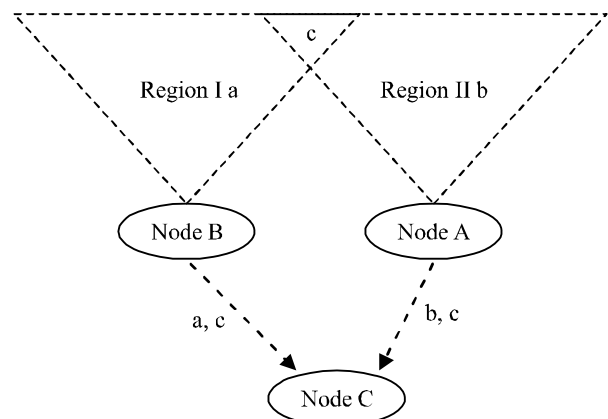 c
Region I a
Region II b
Node B
Node A
a, c
b, c
Node C